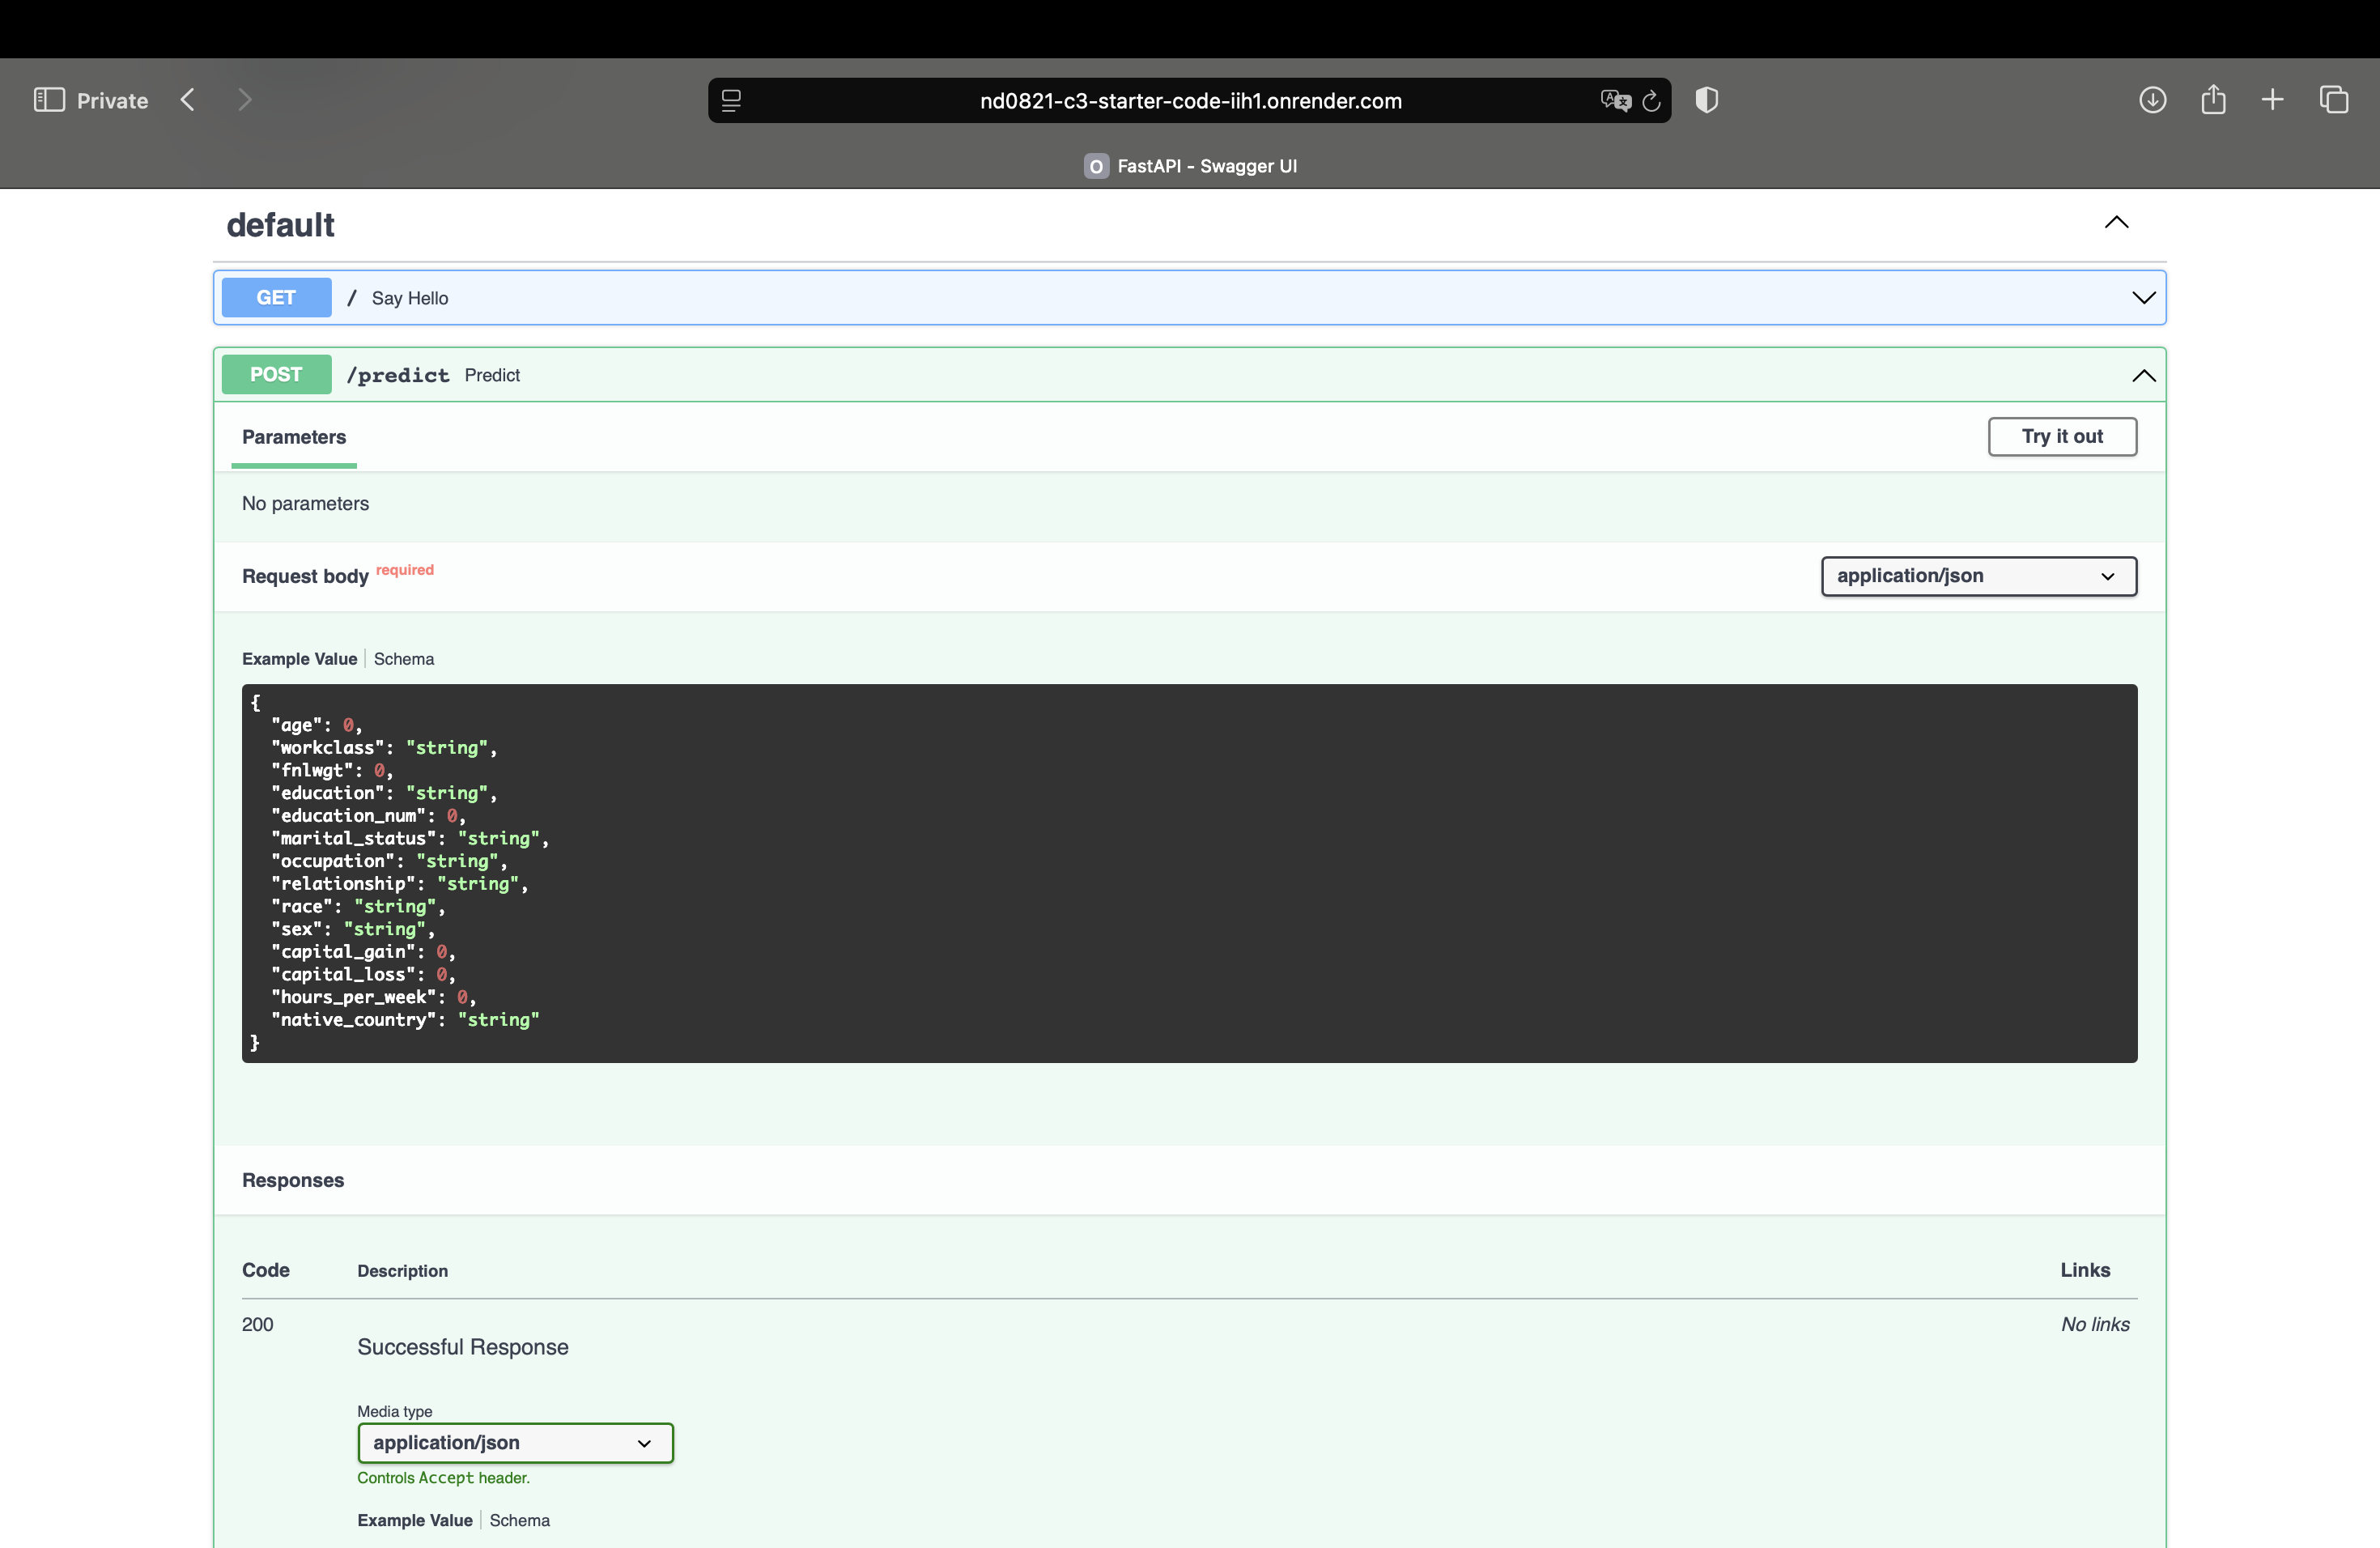 Private
nd0821-c3-starter-code-iih1.onrender.com
O FastAPI - Swagger UI
default
GET / Say Hello
POST /predict Predict
Parameters
Try it out
No parameters
Request body required
application/json
Example Value Schema
{
"age": 0,
"workclass": "string",
"fnlwgt": 0,
"education": "string",
"education_num": 0,
"marital_status": "string",
"occupation": "string",
"relationship": "string",
"race": "string",
"sex": "string",
"capital_gain": 0,
"capital_loss": 0,
"hours_per_week": 0,
"native_country": "string"
}
Responses
Code Description Links
200 Successful Response No links
Media type
application/json
Controls Accept header.
Example Value Schema